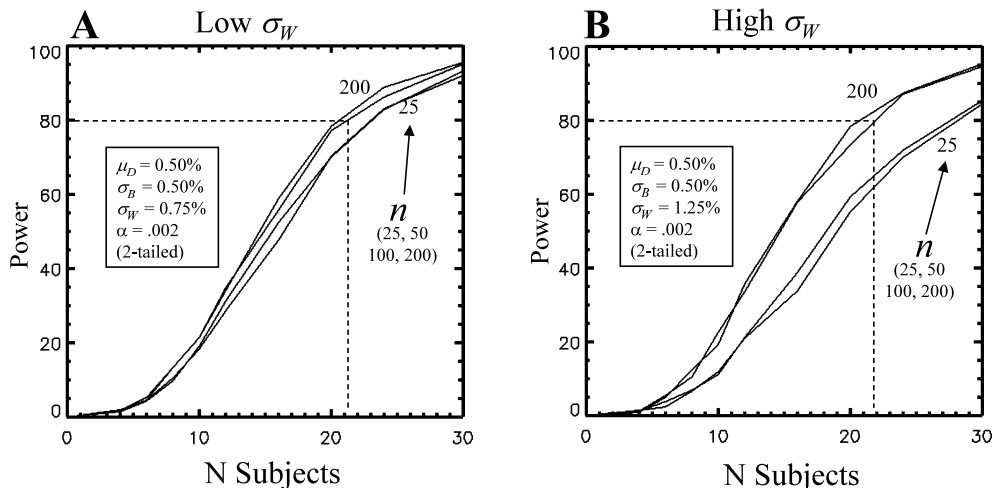 A
Low σW
100
80
60
40
20
0
Power
200
25
μD = 0.50%
σB = 0.50%
σW = 0.75%
α = .002
(2-tailed)
n
(25, 50
100, 200)
0
10
20
30
N Subjects
B
High σW
100
80
60
40
20
0
Power
200
25
μD = 0.50%
σB = 0.50%
σW = 1.25%
α = .002
(2-tailed)
n
(25, 50
100, 200)
0
10
20
30
N Subjects